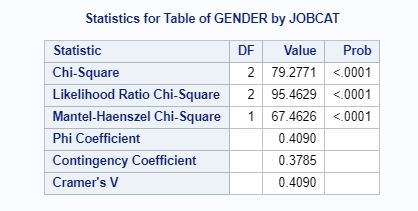 Statistics for Table of GENDER by JOBCAT
Statistic DF Value Prob
Chi-Square 2 79.2771 <.0001
Likelihood Ratio Chi-Square 2 95.4629 <.0001
Mantel-Haenszel Chi-Square 1 67.4626 <.0001
Phi Coefficient 0.4090
Contingency Coefficient 0.3785
Cramer's V 0.4090